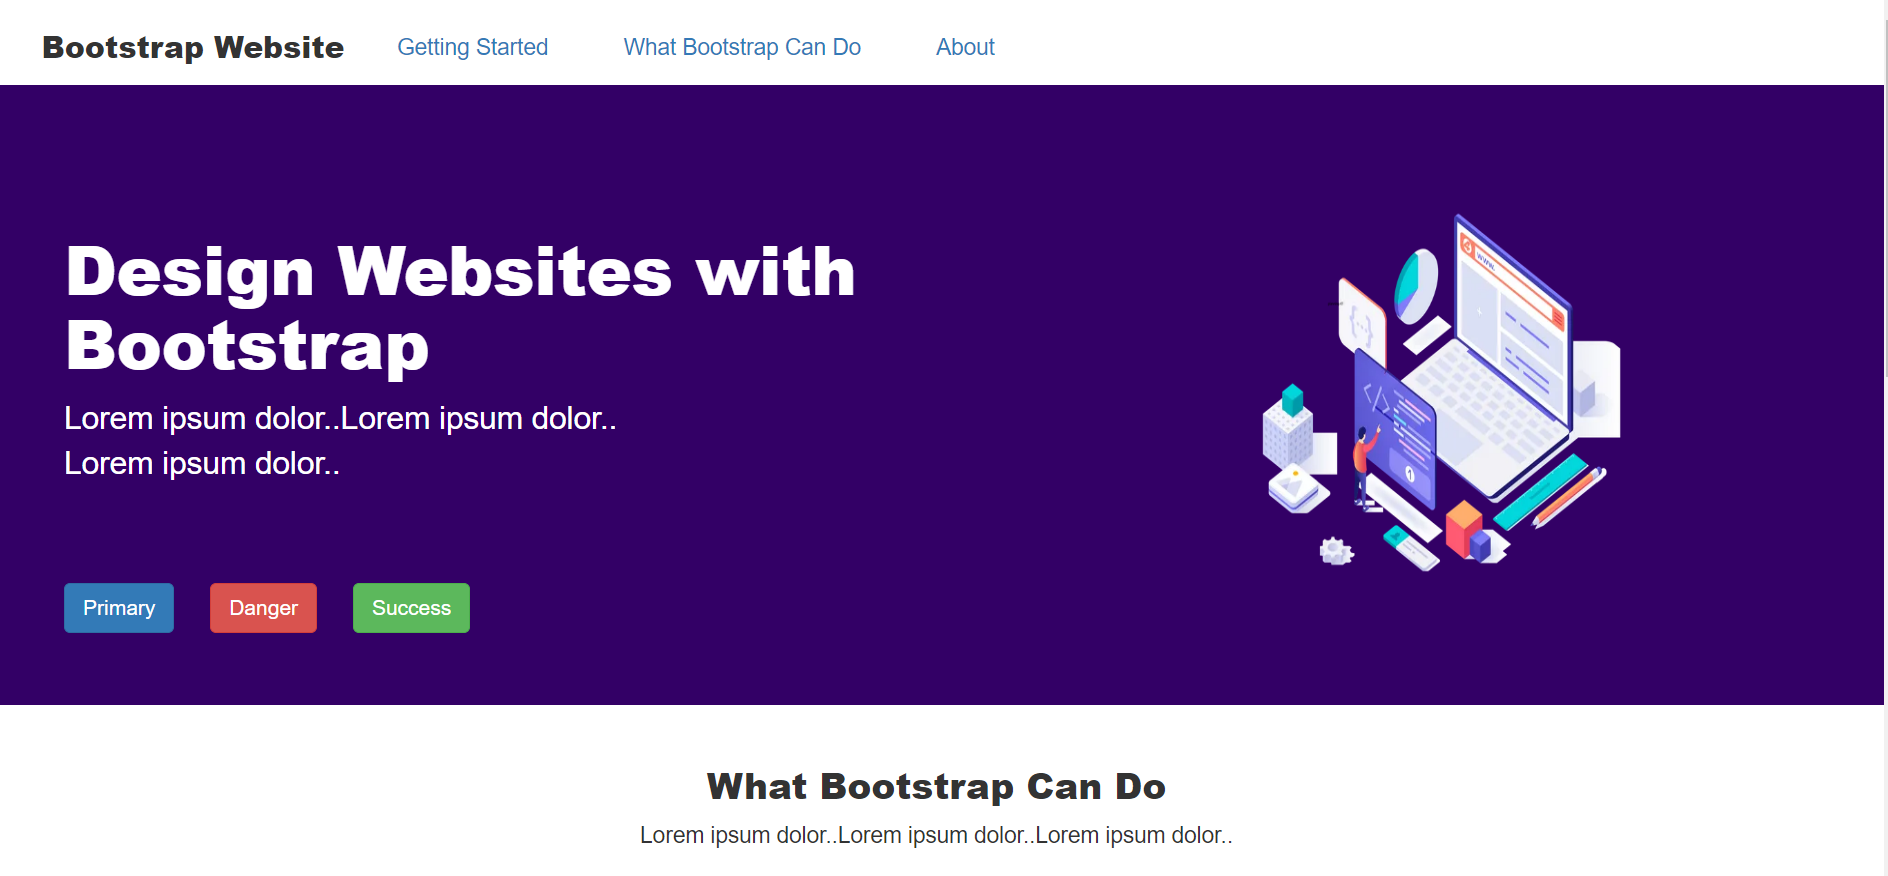 Bootstrap Website
Getting Started
What Bootstrap Can Do
About
Design Websites with
Bootstrap
Lorem ipsum dolor..Lorem ipsum dolor..
Lorem ipsum dolor..
WWW.
{...}
</>
1
Primary
Danger
Success
What Bootstrap Can Do
Lorem ipsum dolor..Lorem ipsum dolor..Lorem ipsum dolor..